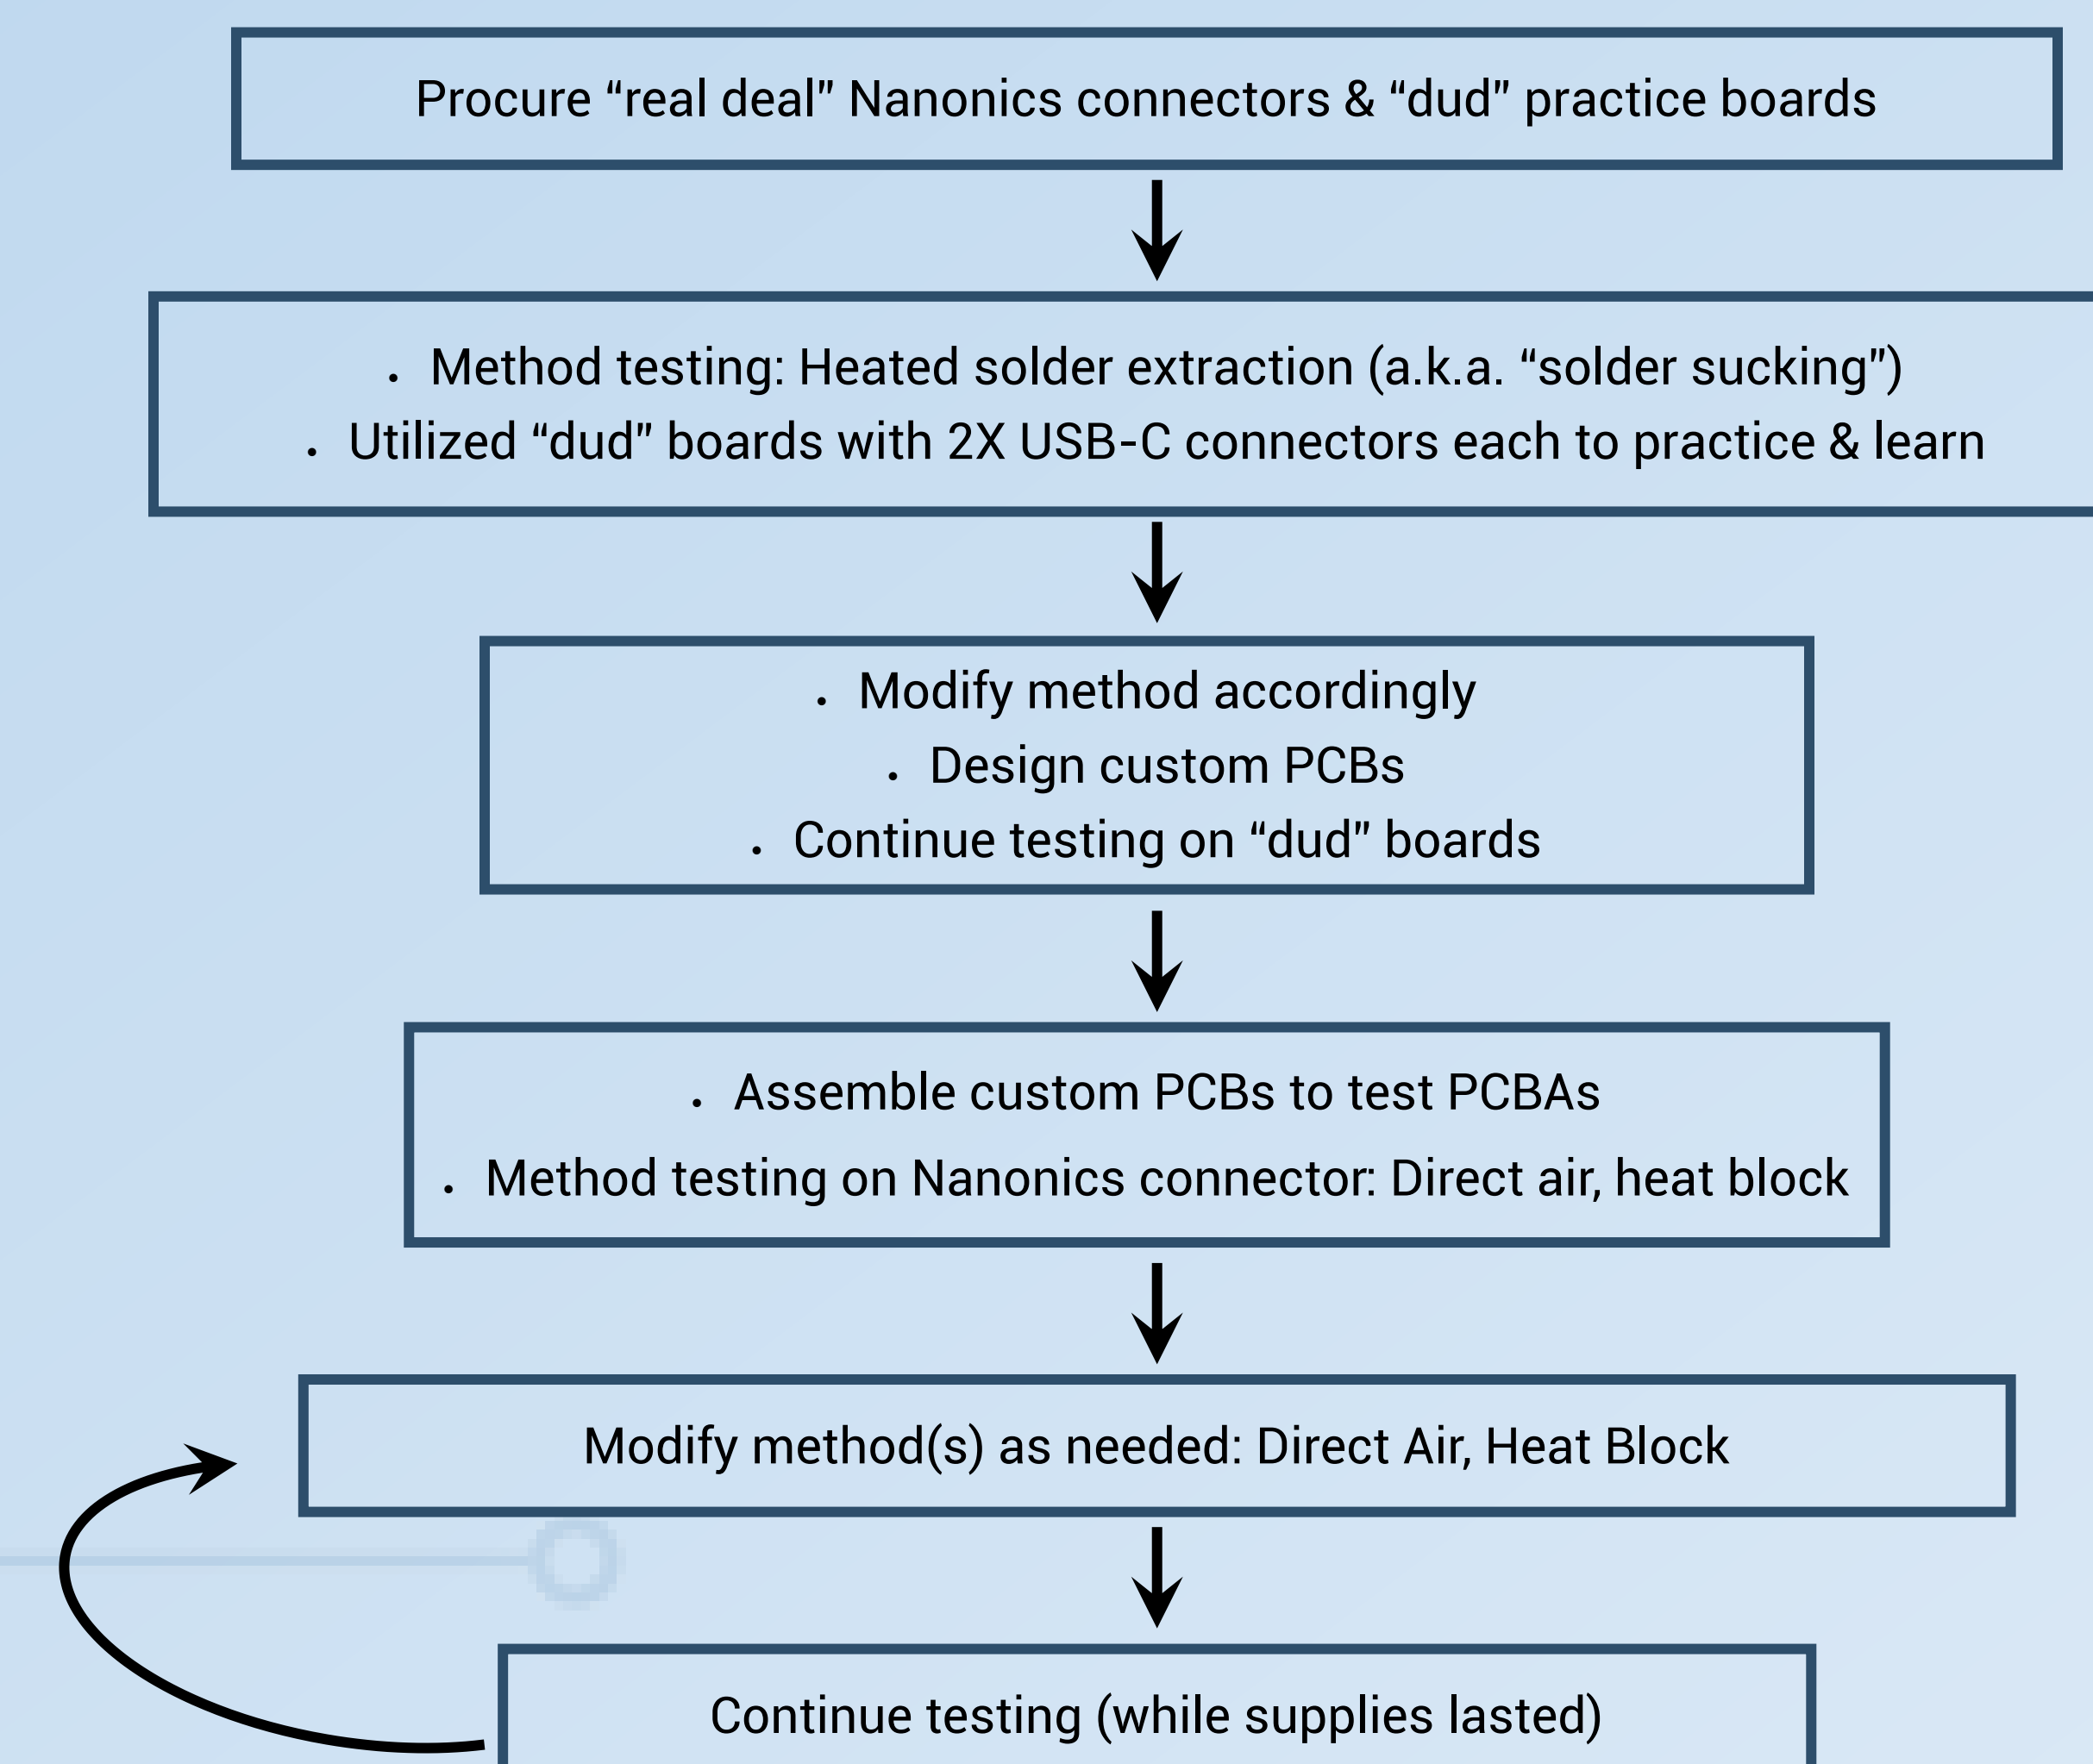 Procure “real deal” Nanonics connectors & “dud” practice boards
• Method testing: Heated solder extraction (a.k.a. “solder sucking”)
• Utilized “dud” boards with 2X USB-C connectors each to practice & learn
• Modify method accordingly
• Design custom PCBs
• Continue testing on “dud” boards
• Assemble custom PCBs to test PCBAs
• Method testing on Nanonics connector: Direct air, heat block
Modify method(s) as needed: Direct Air, Heat Block
Continue testing (while supplies lasted)